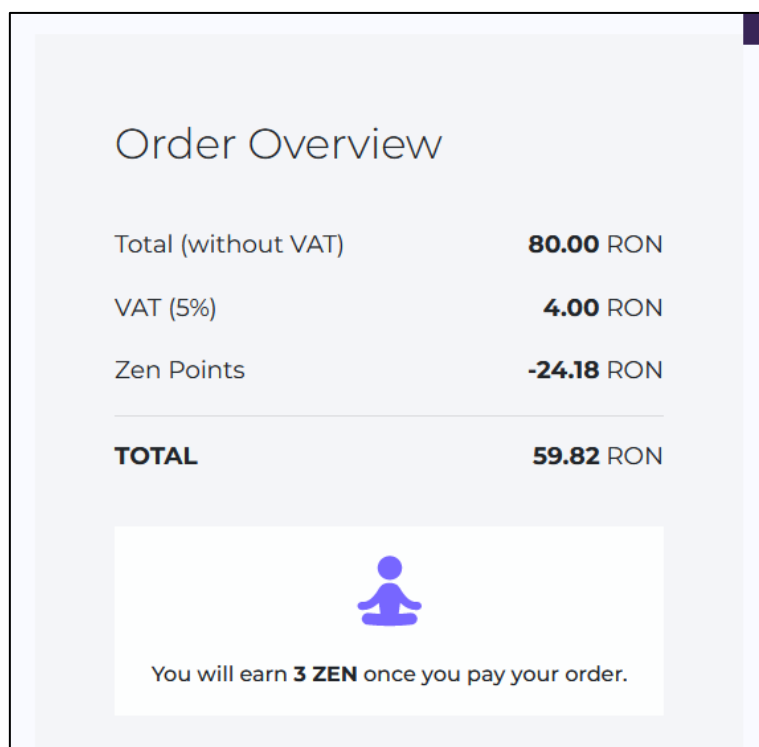 Order Overview
Total (without VAT) 80.00 RON
VAT (5%) 4.00 RON
Zen Points -24.18 RON
TOTAL 59.82 RON
You will earn 3 ZEN once you pay your order.